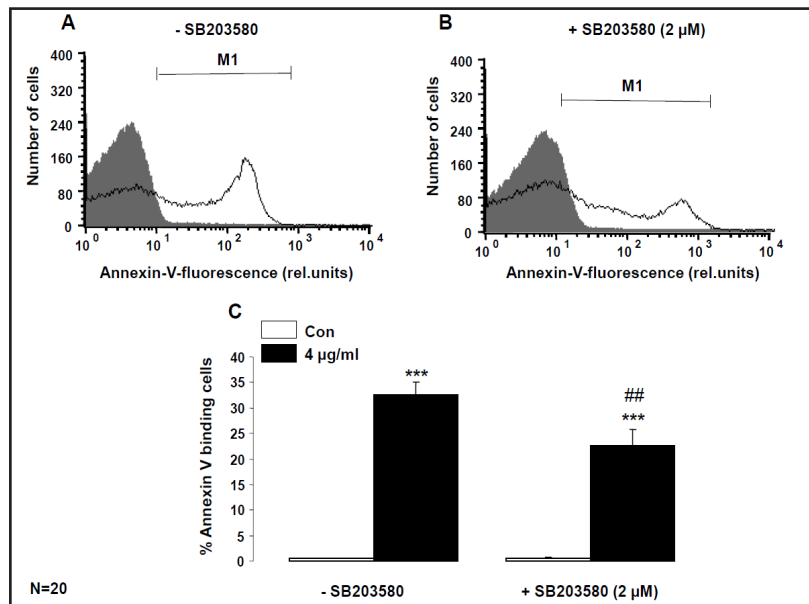 A
- SB203580
Number of cells
400
320
240
160
80
0
M1
10^0 10^1 10^2 10^3 10^4
Annexin-V-fluorescence (rel.units)
B
+ SB203580 (2 µM)
Number of cells
400
320
240
160
80
0
M1
10^0 10^1 10^2 10^3 10^4
Annexin-V-fluorescence (rel.units)
C
Con
4 µg/ml
% Annexin V binding cells
40
35
30
25
20
15
10
5
0
***
##
***
- SB203580
+ SB203580 (2 µM)
N=20